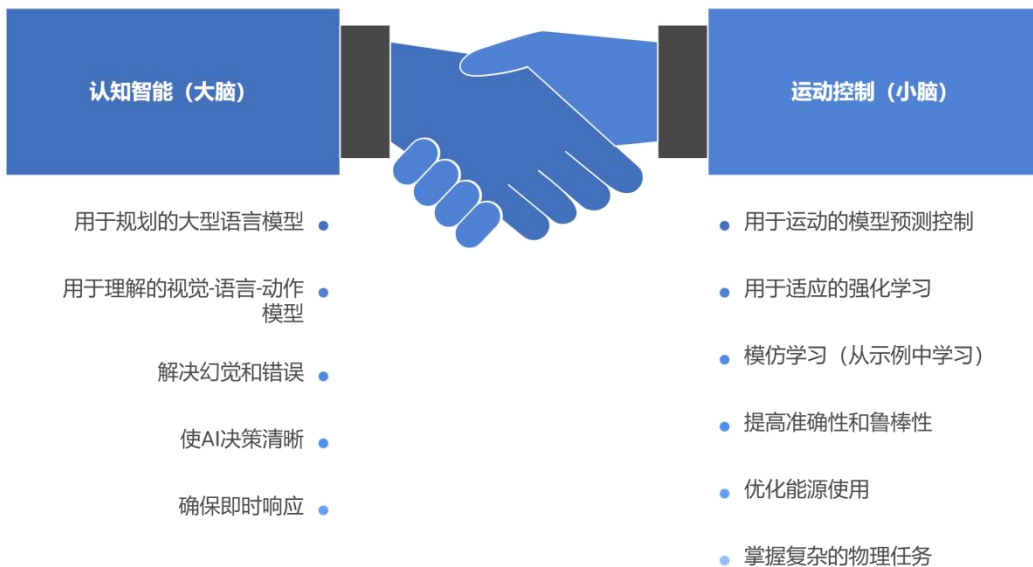 认知智能（大脑）
用于规划的大型语言模型
用于理解的视觉-语言-动作
模型
解决幻觉和错误
使AI决策清晰
确保即时响应
运动控制（小脑）
用于运动的模型预测控制
用于适应的强化学习
模仿学习（从示例中学习）
提高准确性和鲁棒性
优化能源使用
掌握复杂的物理任务